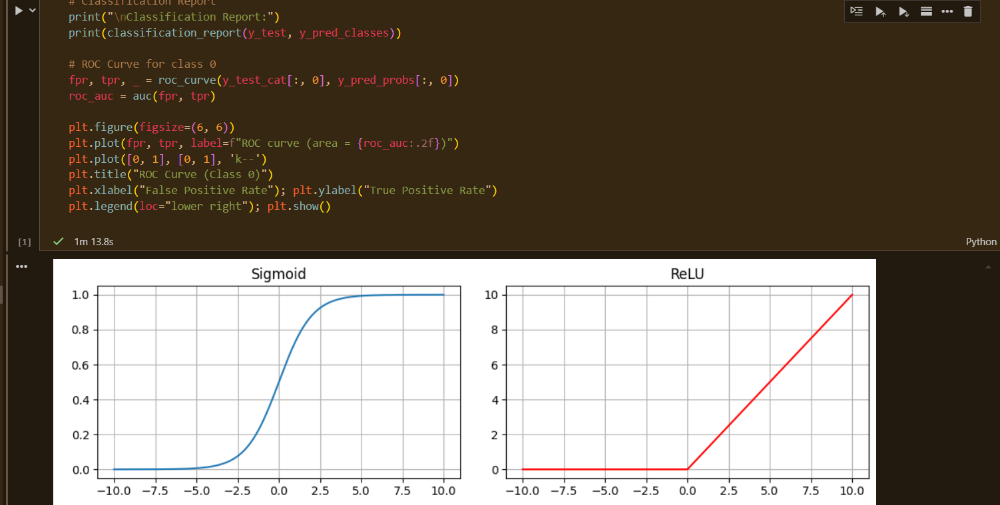 # Classification Report
print("\nClassification Report:")
print(classification_report(y_test, y_pred_classes))
# ROC Curve for class 0
fpr, tpr, _ = roc_curve(y_test_cat[:, 0], y_pred_probs[:, 0])
roc_auc = auc(fpr, tpr)
plt.figure(figsize=(6, 6))
plt.plot(fpr, tpr, label=f"ROC curve (area = {roc_auc:.2f})")
plt.plot([0, 1], [0, 1], 'k--')
plt.title("ROC Curve (Class 0)")
plt.xlabel("False Positive Rate"); plt.ylabel("True Positive Rate")
plt.legend(loc="lower right"); plt.show()
[1] 1m 13.8s Python
Sigmoid
1.0
0.8
0.6
0.4
0.2
0.0
−10.0 −7.5 −5.0 −2.5 0.0 2.5 5.0 7.5 10.0
ReLU
10
8
6
4
2
0
−10.0 −7.5 −5.0 −2.5 0.0 2.5 5.0 7.5 10.0